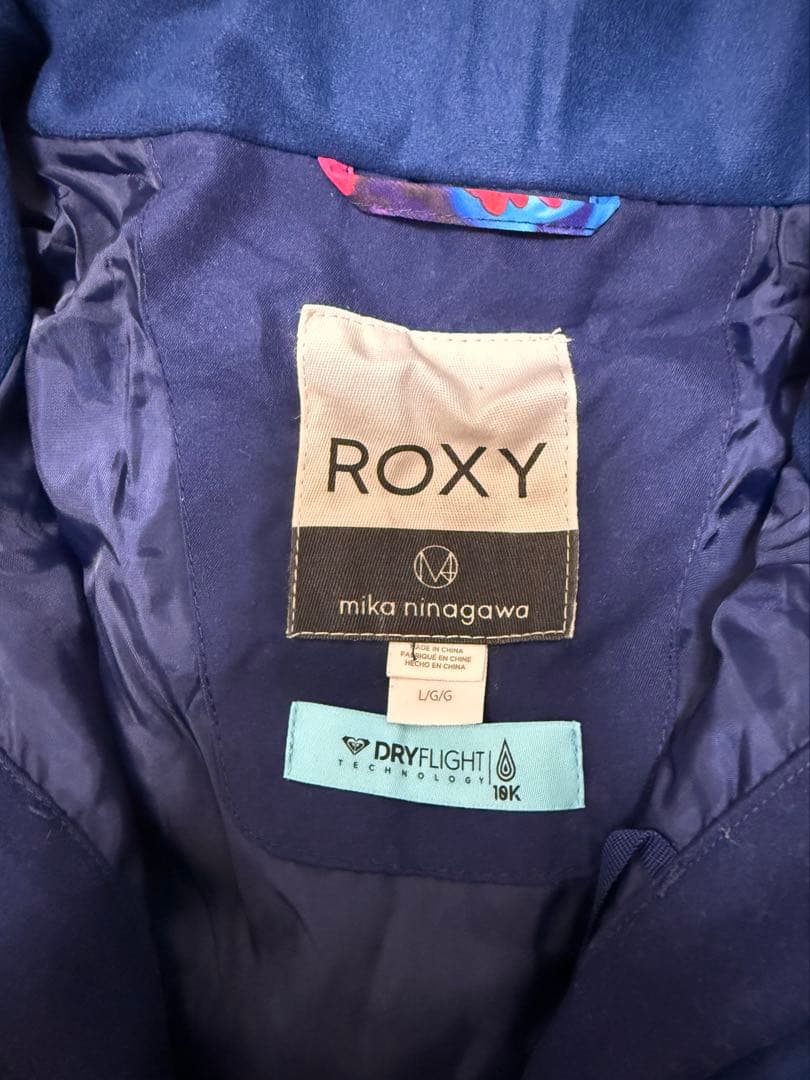 ROXY
mika ninagawa
MADE IN CHINA
FABRIQUÉ EN CHINE
HECHO EN CHINA
L/G/G
DRYFLIGHT
TECHNOLOGY
10K